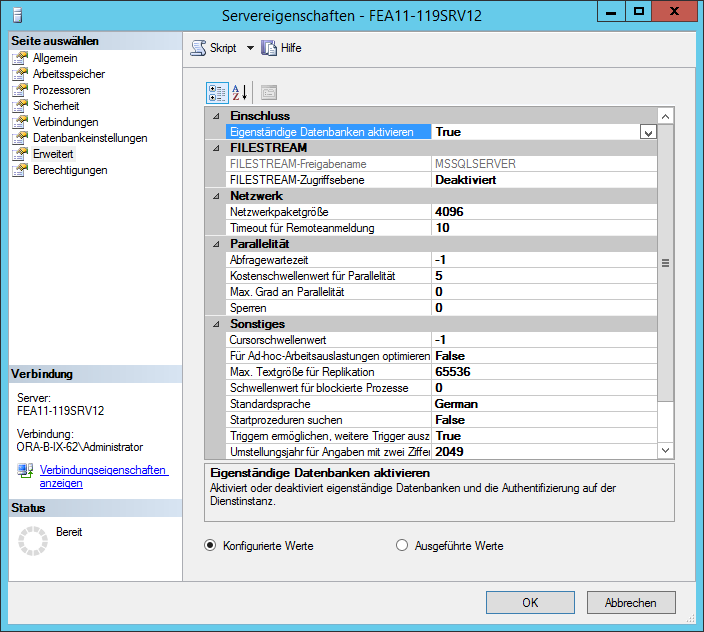 Servereigenschaften - FEA11-119SRV12
Seite auswählen
Allgemein
Arbeitsspeicher
Prozessoren
Sicherheit
Verbindungen
Datenbankeinstellungen
Erweitert
Berechtigungen
Verbindung
Server:
FEA11-119SRV12
Verbindung:
ORA-B-IX-62\Administrator
Verbindungseigenschaften
anzeigen
Status
Bereit
Skript Hilfe
Einschluss
Eigenständige Datenbanken aktivieren True
FILESTREAM
FILESTREAM-Freigabename MSSQLSERVER
FILESTREAM-Zugriffsebene Deaktiviert
Netzwerk
Netzwerkpaketgröße 4096
Timeout für Remoteanmeldung 10
Parallelität
Abfragewartezeit -1
Kostenschwellenwert für Parallelität 5
Max. Grad an Parallelität 0
Sperren 0
Sonstiges
Cursorschwellenwert -1
Für Ad-hoc-Arbeitsauslastungen optimieren False
Max. Textgröße für Replikation 65536
Schwellenwert für blockierte Prozesse 0
Standardsprache German
Startprozeduren suchen False
Triggern ermöglichen, weitere Trigger ausz True
Umstellungsjahr für Angaben mit zwei Ziffer 2049
Eigenständige Datenbanken aktivieren
Aktiviert oder deaktiviert eigenständige Datenbanken und die Authentifizierung auf der
Dienstinstanz.
Konfigurierte Werte Ausgeführte Werte
OK Abbrechen